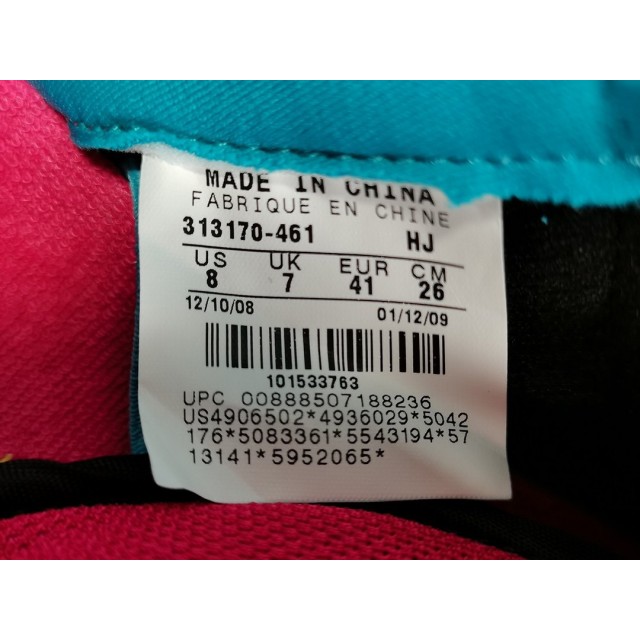 MADE IN CHINA
FABRIQUE EN CHINE
313170-461 HJ
US UK EUR CM
8 7 41 26
12/10/08 01/12/09
101533763
UPC 00888507188236
US4906502*4936029*5042
176*5083361*5543194*57
13141*5952065*